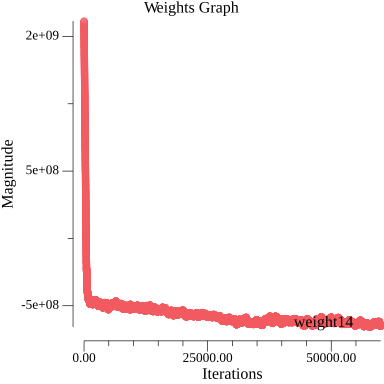 Weights Graph
2e+09
5e+08
-5e+08
Magnitude
weight14
0.00
25000.00
50000.00
Iterations